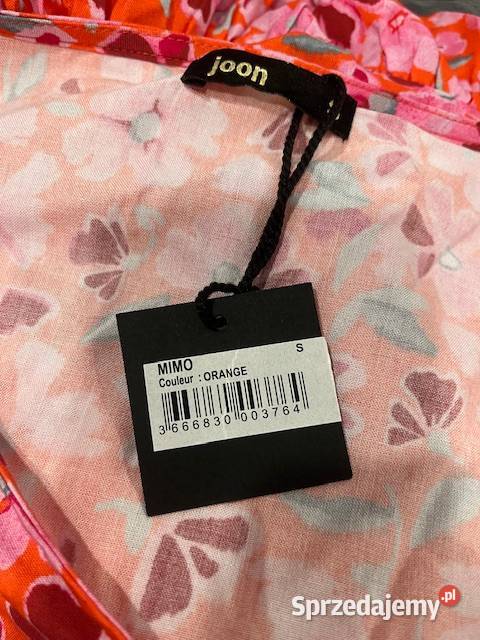 joon
S
MIMO
Couleur : ORANGE
3 666830 003764
Sprzedajemy.pl